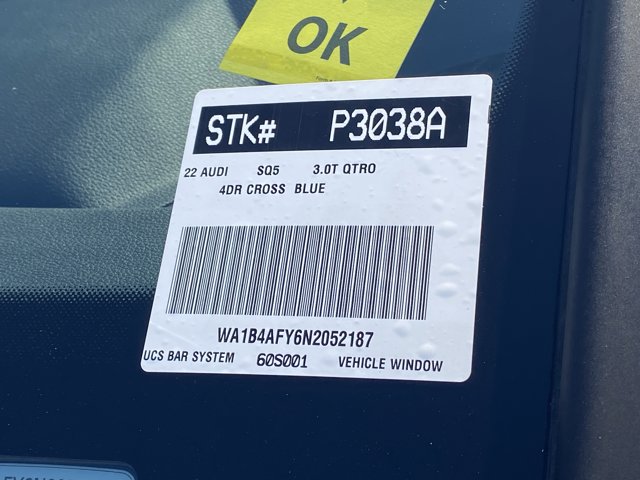 OK
STK# P3038A
22 AUDI SQ5 3.0T QTRO
4DR CROSS BLUE
WA1B4AFY6N2052187
UCS BAR SYSTEM 60S001 VEHICLE WINDOW